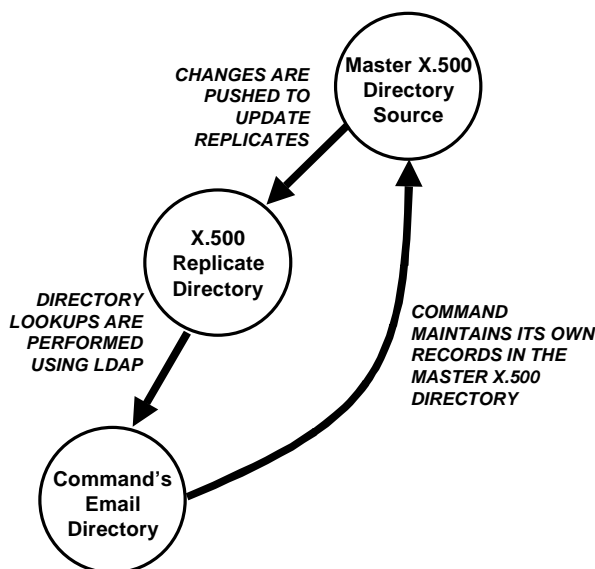 Master X.500
Directory
Source
CHANGES ARE
PUSHED TO
UPDATE
REPLICATES
X.500
Replicate
Directory
DIRECTORY
LOOKUPS ARE
PERFORMED
USING LDAP
COMMAND
MAINTAINS ITS OWN
RECORDS IN THE
MASTER X.500
DIRECTORY
Command's
Email
Directory